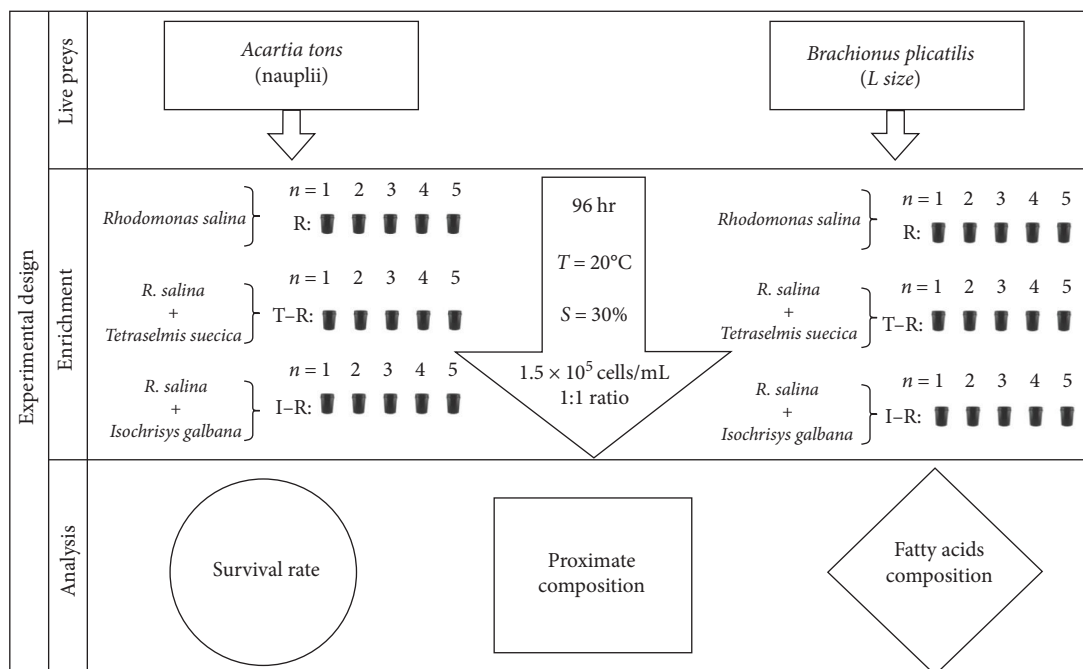 Experimental design
Live preys
Acartia tons
(nauplii)
Brachionus plicatilis
(L size)
Enrichment
Rhodomonas salina
n = 1 2 3 4 5
R:
R. salina
+
Tetraselmis suecica
n = 1 2 3 4 5
T–R:
R. salina
+
Isochrisys galbana
n = 1 2 3 4 5
I–R:
96 hr
T = 20°C
S = 30%
1.5 × 10⁵ cells/mL
1:1 ratio
Rhodomonas salina
n = 1 2 3 4 5
R:
R. salina
+
Tetraselmis suecica
n = 1 2 3 4 5
T–R:
R. salina
+
Isochrisys galbana
n = 1 2 3 4 5
I–R:
Analysis
Survival rate
Proximate
composition
Fatty acids
composition